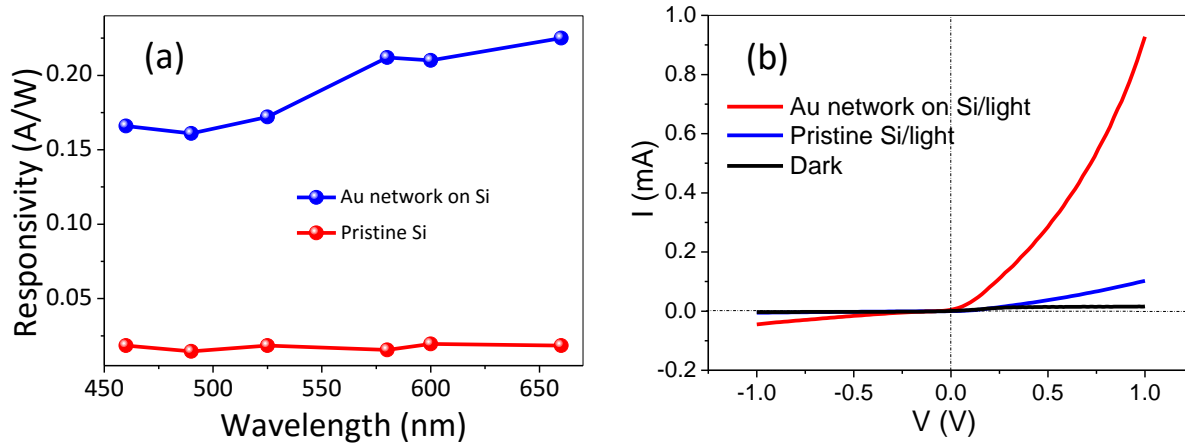 (a)
Responsivity (A/W)
0.20
0.15
0.10
0.05
Au network on Si
Pristine Si
450 500 550 600 650
Wavelength (nm)
(b)
I (mA)
1.0
0.8
0.6
0.4
0.2
0.0
-0.2
Au network on Si/light
Pristine Si/light
Dark
-1.0 -0.5 0.0 0.5 1.0
V (V)